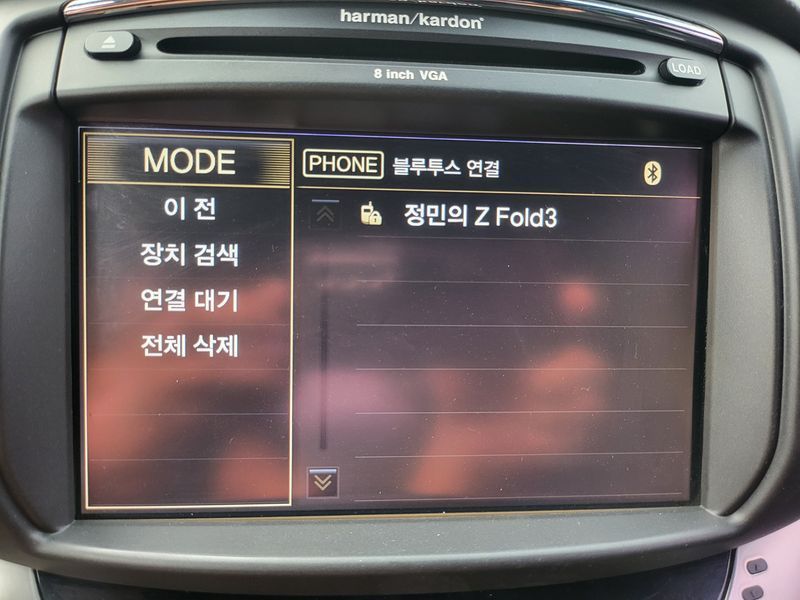 harman/kardon
LOAD
8 inch VGA
MODE
PHONE 블루투스 연결
이 전
정민의 Z Fold3
장치 검색
연결 대기
전체 삭제